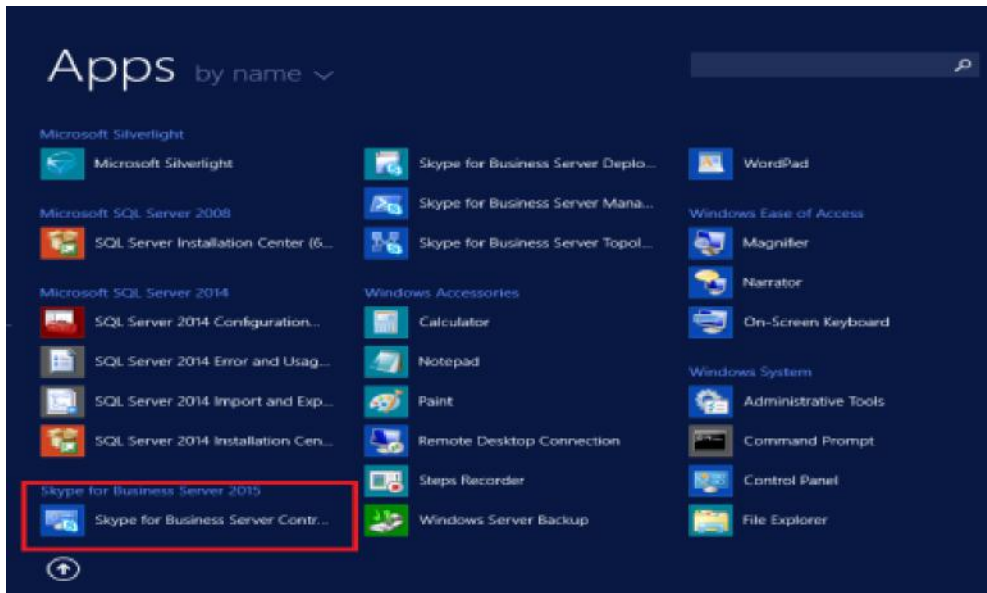 Apps by name
Microsoft Silverlight
Microsoft Silverlight
Microsoft SQL Server 2008
SQL Server Installation Center (6...
Microsoft SQL Server 2014
SQL Server 2014 Configuration...
SQL Server 2014 Error and Usag...
SQL Server 2014 Import and Exp...
SQL Server 2014 Installation Cen...
Skype for Business Server 2015
Skype for Business Server Contr...
Skype for Business Server Deplo...
Skype for Business Server Mana...
Skype for Business Server Topol...
Windows Accessories
Calculator
Notepad
Paint
Remote Desktop Connection
Steps Recorder
Windows Server Backup
WordPad
Windows Ease of Access
Magnifier
Narrator
On-Screen Keyboard
Windows System
Administrative Tools
Command Prompt
Control Panel
File Explorer